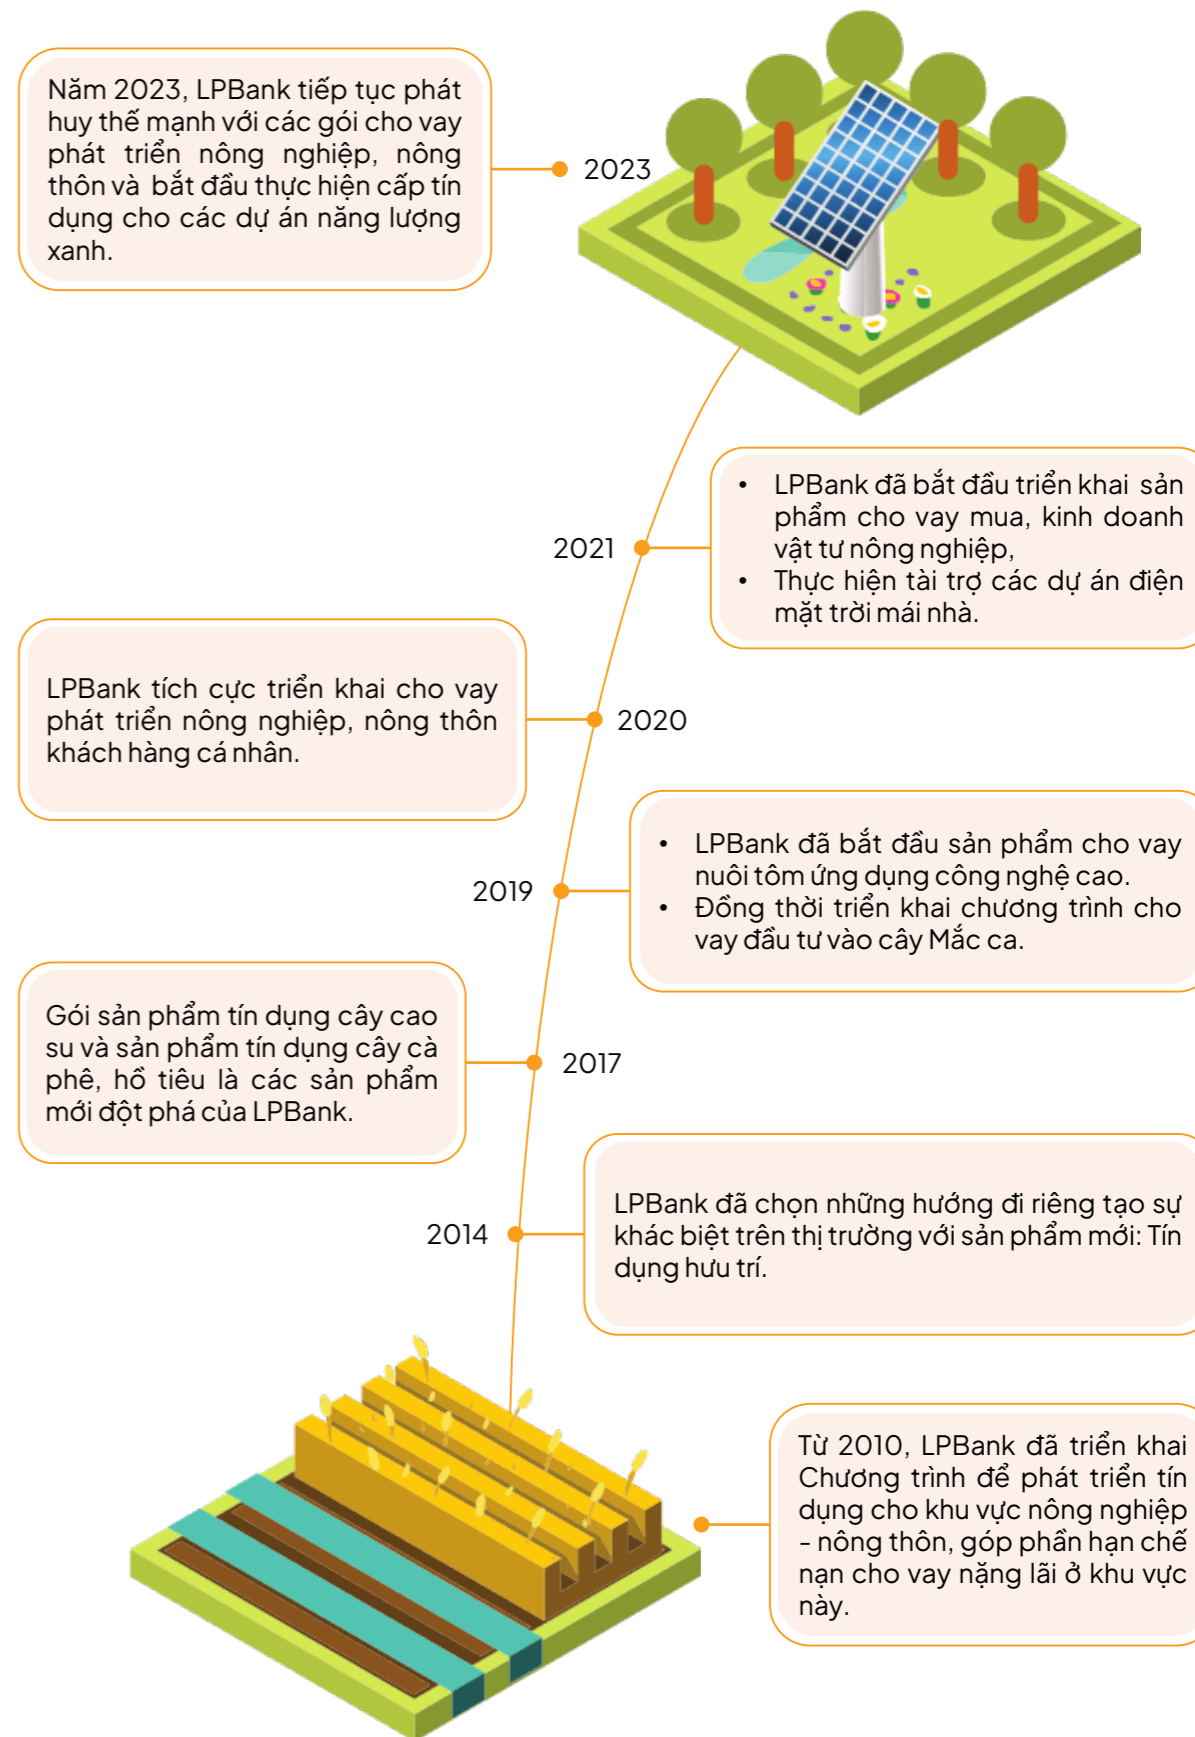 Năm 2023, LPBank tiếp tục phát
huy thế mạnh với các gói cho vay
phát triển nông nghiệp, nông
thôn và bắt đầu thực hiện cấp tín
dụng cho các dự án năng lượng
xanh.
2023
• LPBank đã bắt đầu triển khai sản
phẩm cho vay mua, kinh doanh
vật tư nông nghiệp,
• Thực hiện tài trợ các dự án điện
mặt trời mái nhà.
2021
LPBank tích cực triển khai cho vay
phát triển nông nghiệp, nông thôn
khách hàng cá nhân.
2020
• LPBank đã bắt đầu sản phẩm cho vay
nuôi tôm ứng dụng công nghệ cao.
• Đồng thời triển khai chương trình cho
vay đầu tư vào cây Mắc ca.
2019
Gói sản phẩm tín dụng cây cao
su và sản phẩm tín dụng cây cà
phê, hồ tiêu là các sản phẩm
mới đột phá của LPBank.
2017
LPBank đã chọn những hướng đi riêng tạo sự
khác biệt trên thị trường với sản phẩm mới: Tín
dụng hưu trí.
2014
Từ 2010, LPBank đã triển khai
Chương trình để phát triển tín
dụng cho khu vực nông nghiệp
- nông thôn, góp phần hạn chế
nạn cho vay nặng lãi ở khu vực
này.